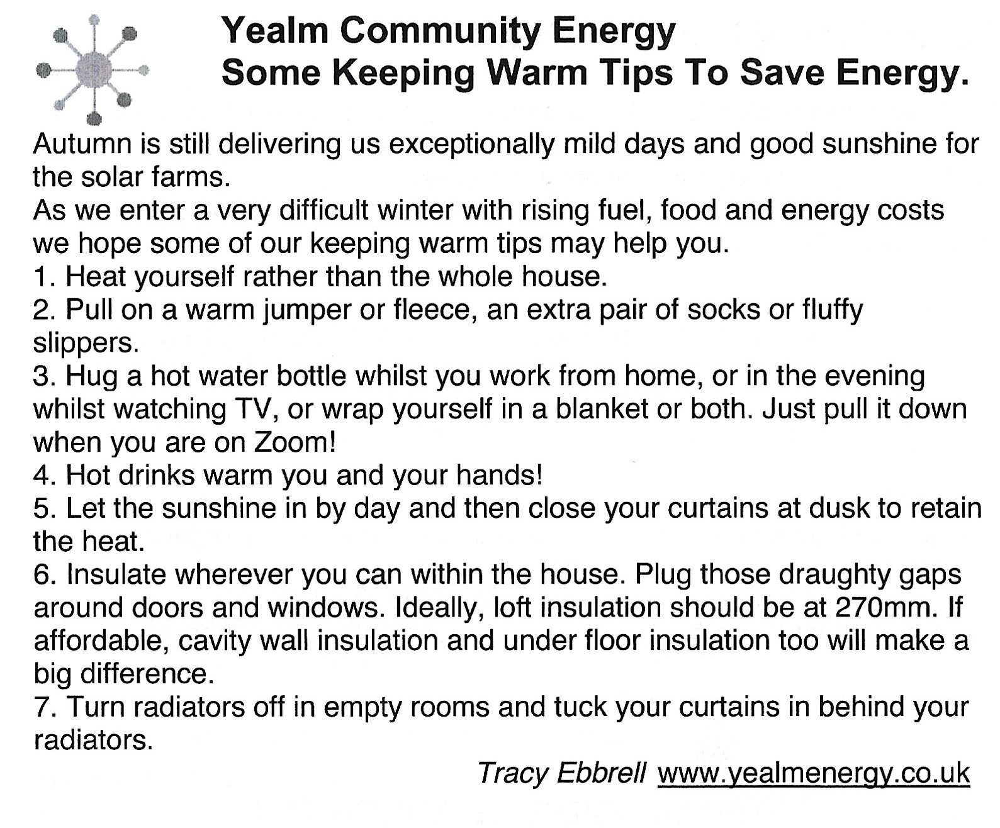 Yealm Community Energy
Some Keeping Warm Tips To Save Energy.
Autumn is still delivering us exceptionally mild days and good sunshine for
the solar farms.
As we enter a very difficult winter with rising fuel, food and energy costs
we hope some of our keeping warm tips may help you.
1. Heat yourself rather than the whole house.
2. Pull on a warm jumper or fleece, an extra pair of socks or fluffy
slippers.
3. Hug a hot water bottle whilst you work from home, or in the evening
whilst watching TV, or wrap yourself in a blanket or both. Just pull it down
when you are on Zoom!
4. Hot drinks warm you and your hands!
5. Let the sunshine in by day and then close your curtains at dusk to retain
the heat.
6. Insulate wherever you can within the house. Plug those draughty gaps
around doors and windows. Ideally, loft insulation should be at 270mm. If
affordable, cavity wall insulation and under floor insulation too will make a
big difference.
7. Turn radiators off in empty rooms and tuck your curtains in behind your
radiators.
Tracy Ebbrell www.yealmenergy.co.uk